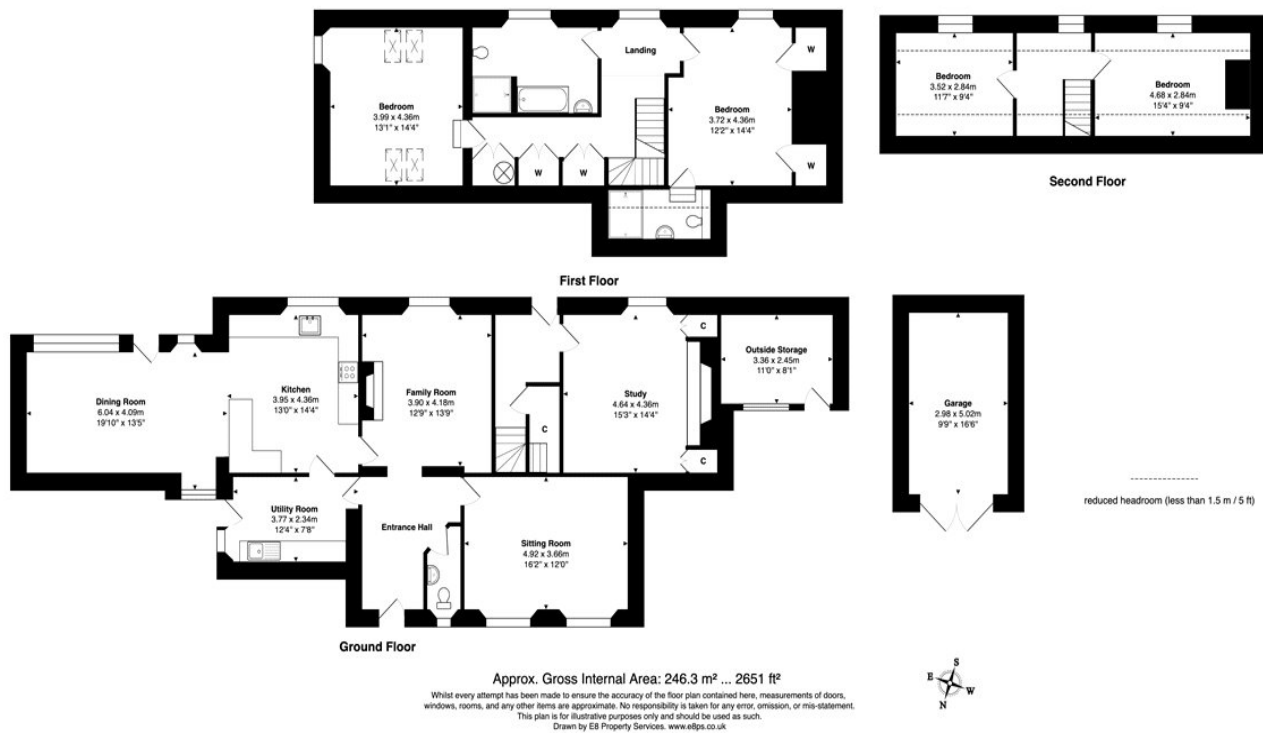 Landing
W
Bedroom
3.99 x 4.36m
13'1" x 14'4"
Bedroom
3.72 x 4.36m
12'2" x 14'4"
W
W
W
First Floor
Bedroom
3.52 x 2.84m
11'7" x 9'4"
Bedroom
4.68 x 2.84m
15'4" x 9'4"
Second Floor
Dining Room
6.04 x 4.09m
19'10" x 13'5"
Kitchen
3.95 x 4.36m
13'0" x 14'4"
Family Room
3.90 x 4.18m
12'9" x 13'9"
C
Study
4.64 x 4.36m
15'3" x 14'4"
C
C
Outside Storage
3.36 x 2.45m
11'0" x 8'1"
Garage
2.98 x 5.02m
9'9" x 16'6"
reduced headroom (less than 1.5 m / 5 ft)
Utility Room
3.77 x 2.34m
12'4" x 7'8"
Entrance Hall
Sitting Room
4.92 x 3.66m
16'2" x 12'0"
Ground Floor
S
E
W
N
Approx. Gross Internal Area: 246.3 m² ... 2651 ft²
Whilst every attempt has been made to ensure the accuracy of the floor plan contained here, measurements of doors,
windows, rooms, and any other items are approximate. No responsibility is taken for any error, omission, or mis-statement.
This plan is for illustrative purposes only and should be used as such.
Drawn by E8 Property Services. www.e8ps.co.uk